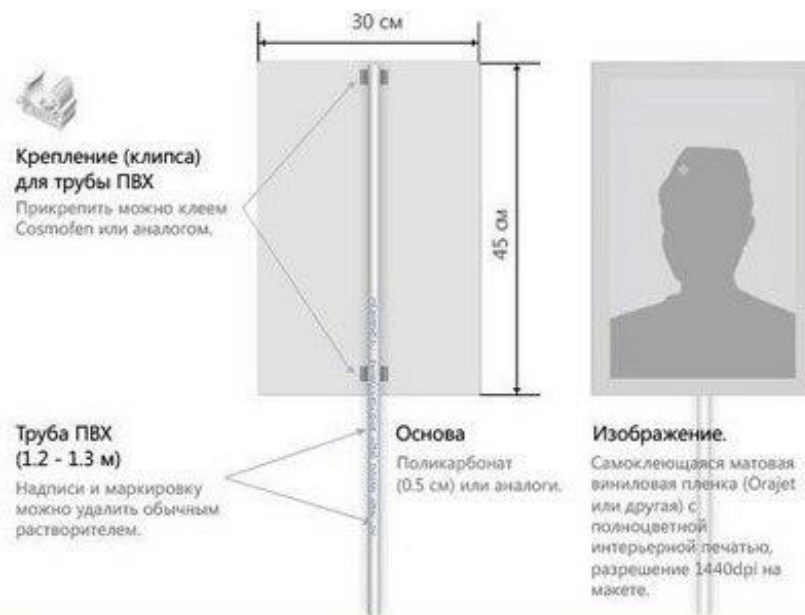 30 см
Крепление (клипса)
для трубы ПВХ
Прикрепить можно клеем
Cosmofen или аналогом.
45 см
Труба ПВХ
(1.2 - 1.3 м)
Надписи и маркировку
можно удалить обычным
растворителем.
Основа
Поликарбонат
(0.5 см) или аналоги.
Изображение.
Самоклеющаяся матовая
виниловая пленка (Orajet
или другая) с
полноцветной
интерьерной печатью,
разрешение 1440dpi на
макете.